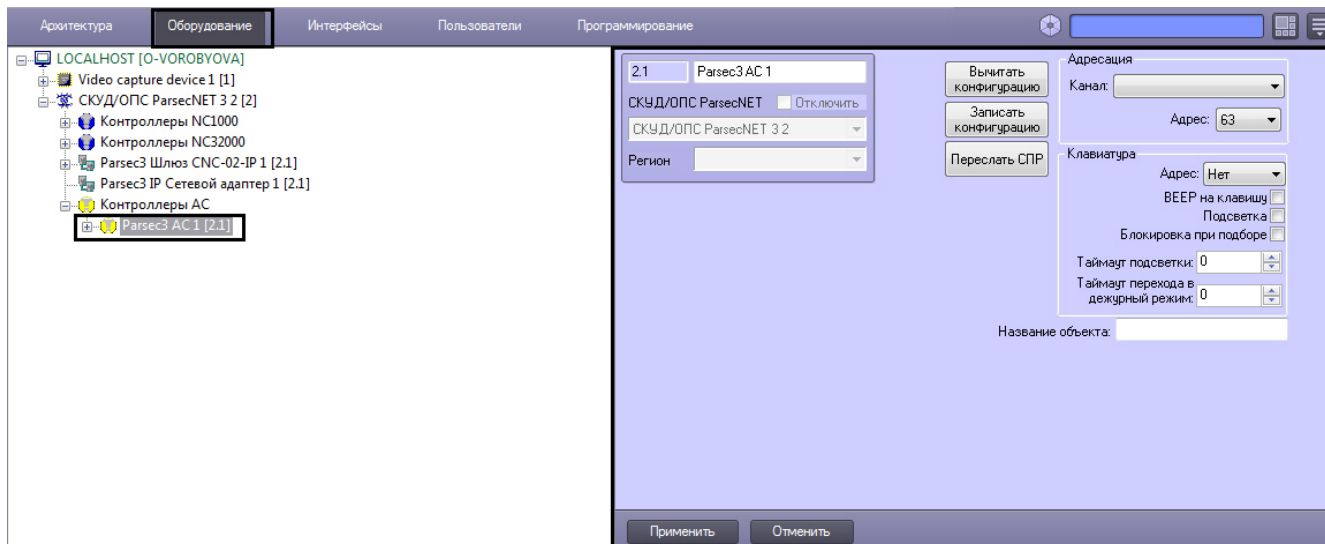 Архитектура Оборудование Интерфейсы Пользователи Программирование
LOCALHOST [O-VOROBYOVA]
Video capture device 1 [1]
СКУД/ОПС ParsecNET 3 2 [2]
Контроллеры NC1000
Контроллеры NC32000
Parsec3 Шлюз CNC-02-IP 1 [2.1]
Parsec3 IP Сетевой адаптер 1 [2.1]
Контроллеры AC
Parsec3 AC 1 [2.1]
2.1 Parsec3 AC 1
СКУД/ОПС ParsecNET Отключить
СКУД/ОПС ParsecNET 3 2
Регион
Вычитать
конфигурацию
Записать
конфигурацию
Переслать СПР
Адресация
Канал:
Адрес: 63
Клавиатура
Адрес: Нет
BEEP на клавишу
Подсветка
Блокировка при подборе
Таймаут подсветки: 0
Таймаут перехода в
дежурный режим: 0
Название объекта:
Применить Отменить